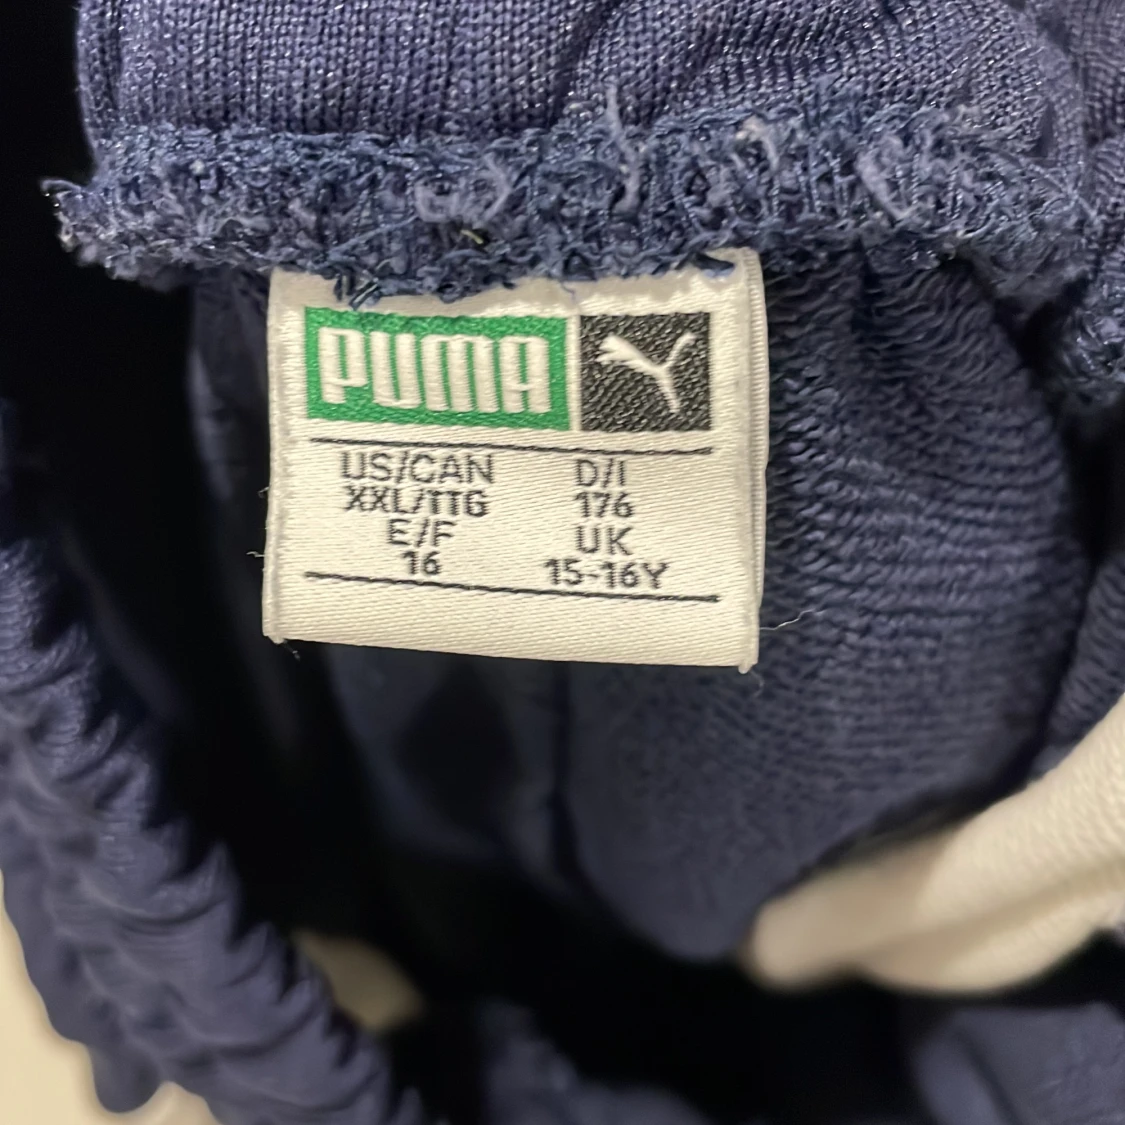 PUMA
US/CAN D/I
XXL/TTG 176
E/F UK
16 15-16Y